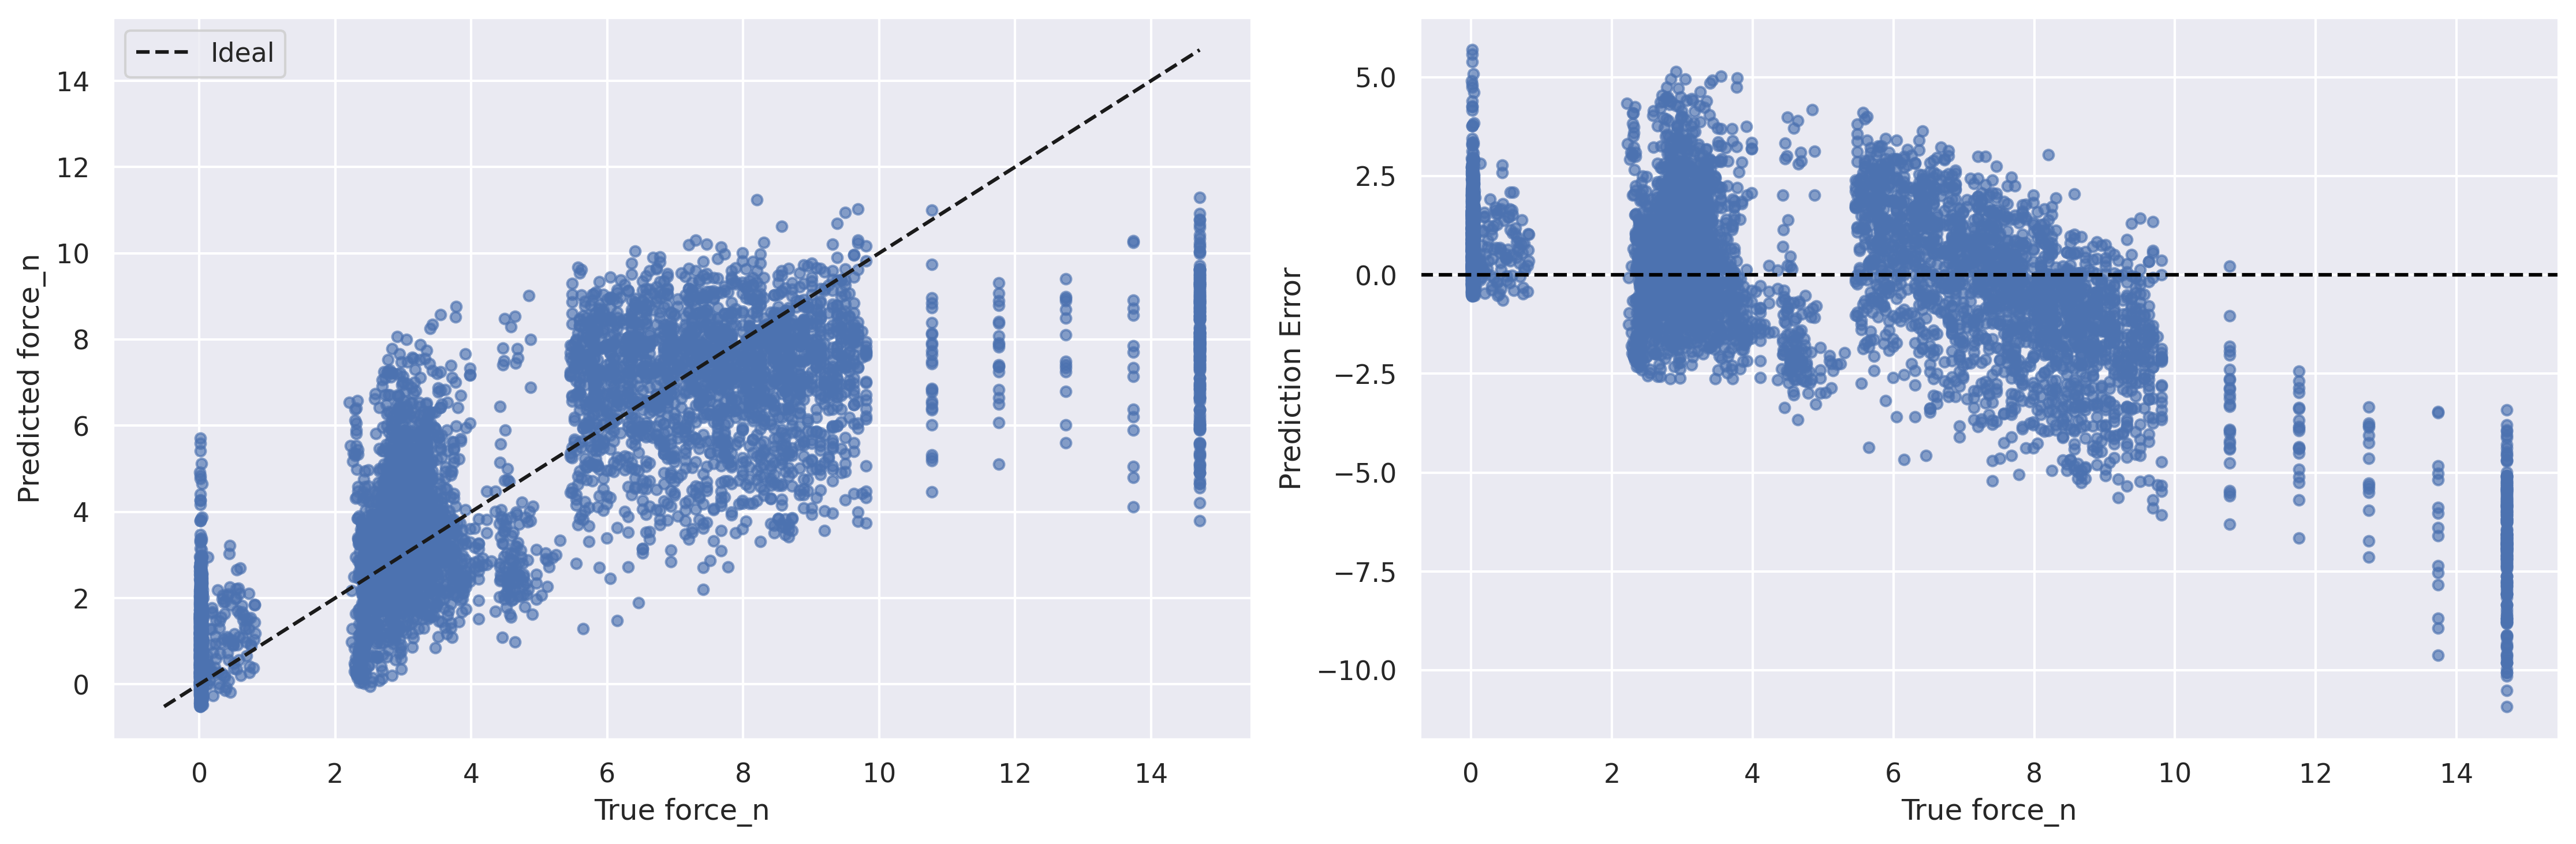 Ideal
14
12
10
8
6
4
2
0
Predicted force_n
0 2 4 6 8 10 12 14
True force_n
5.0
2.5
0.0
−2.5
−5.0
−7.5
−10.0
Prediction Error
0 2 4 6 8 10 12 14
True force_n